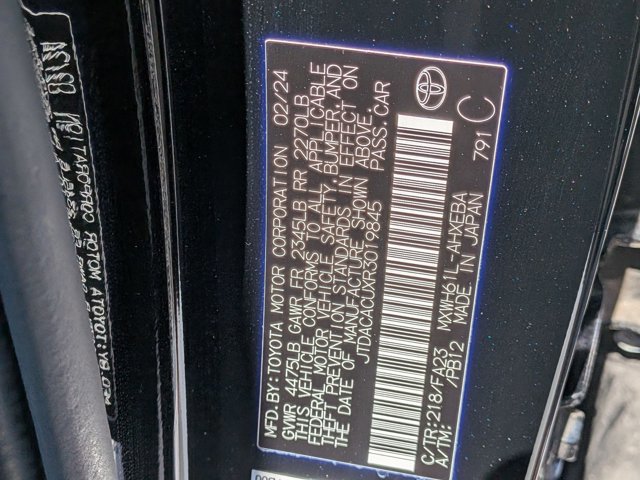 MFD. BY: TOYOTA MOTOR CORPORATION 02/24
GVWR 4475LB GAWR FR 2345LB RR 2270LB
THIS VEHICLE CONFORMS TO ALL APPLICABLE
FEDERAL MOTOR VEHICLE SAFETY, BUMPER, AND
THEFT PREVENTION STANDARDS IN EFFECT ON
THE DATE OF MANUFACTURE SHOWN ABOVE.
JTDACACUXR3019845 PASS. CAR
C/TR: 218/FA23 MXWH61L-AHXEBA
A/TM: /PB12 MADE IN JAPAN
791
C